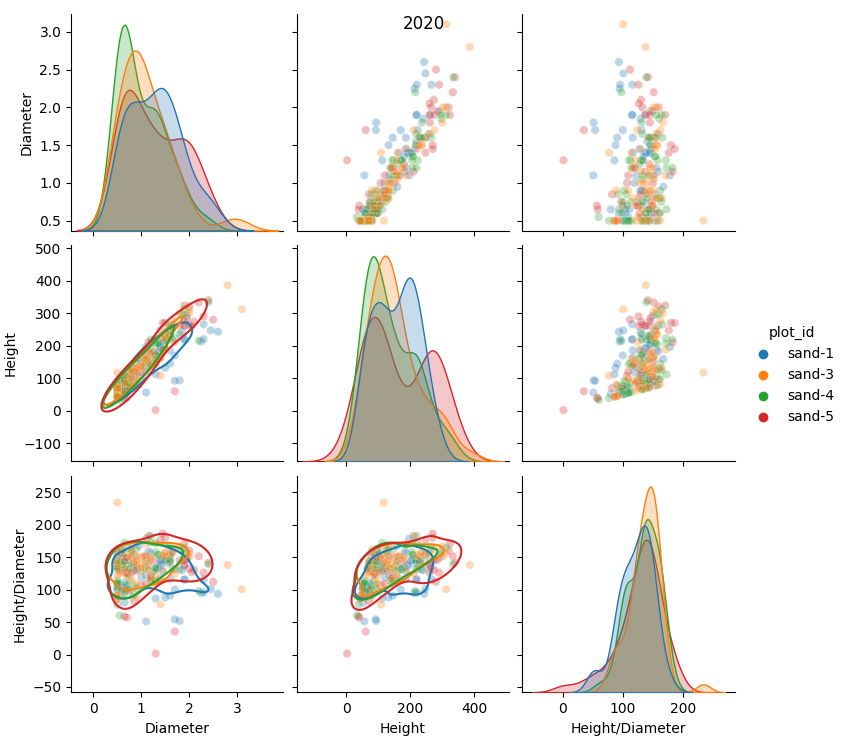 2020
3.0
2.5
2.0
1.5
1.0
0.5
Diameter
500
400
300
200
100
0
−100
Height
plot_id
sand-1
sand-3
sand-4
sand-5
250
200
150
100
50
0
−50
Height/Diameter
0 1 2 3
0 200 400
0 100 200
Diameter
Height
Height/Diameter